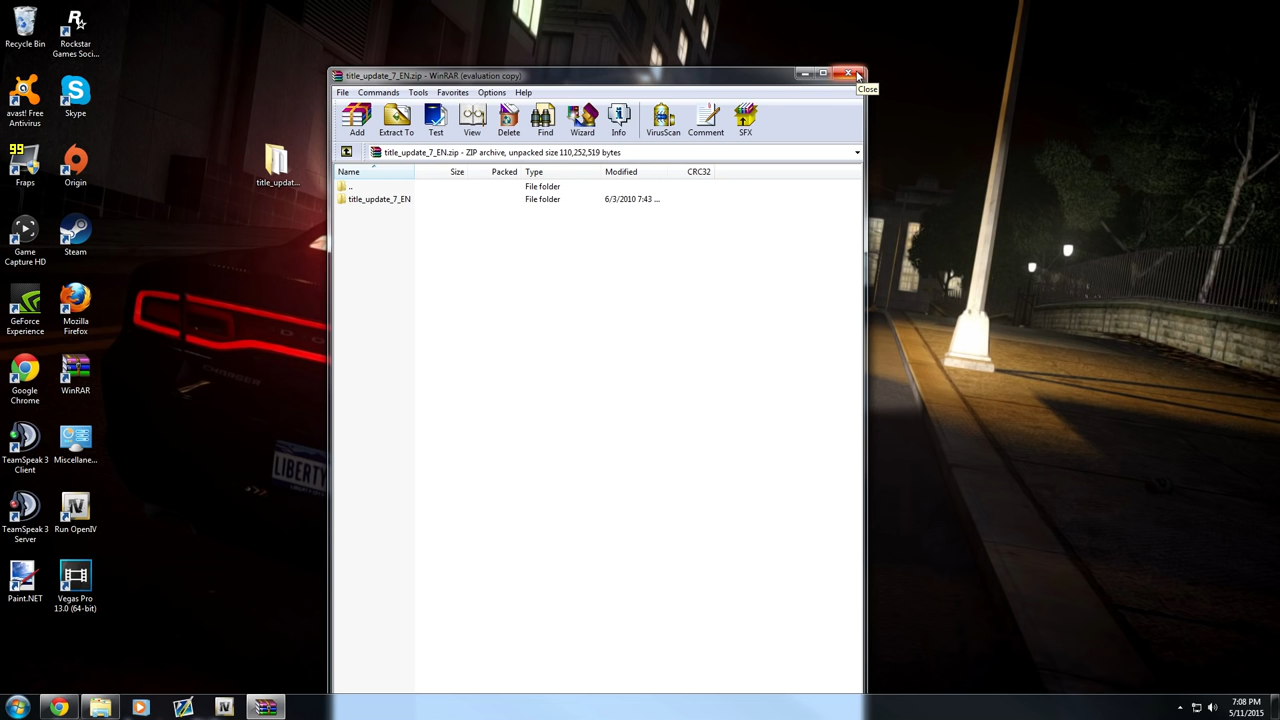 Recycle Bin
Rockstar
Games Soci...
avast! Free
Antivirus
Skype
99
Fraps
Origin
Game
Capture HD
Steam
GeForce
Experience
Mozilla
Firefox
Google
Chrome
WinRAR
TeamSpeak 3
Client
Miscellane...
TeamSpeak 3
Server
Run OpenIV
Paint.NET
Vegas Pro
13.0 (64-bit)
title_updat...
title_update_7_EN.zip - WinRAR (evaluation copy)
Close
File Commands Tools Favorites Options Help
Add Extract To Test View Delete Find Wizard Info VirusScan Comment SFX
title_update_7_EN.zip - ZIP archive, unpacked size 110,252,519 bytes
Name Size Packed Type Modified CRC32
.. File folder
title_update_7_EN File folder 6/3/2010 7:43 ...
CHARGER
LIBERTY
IV
7:08 PM
5/11/2015